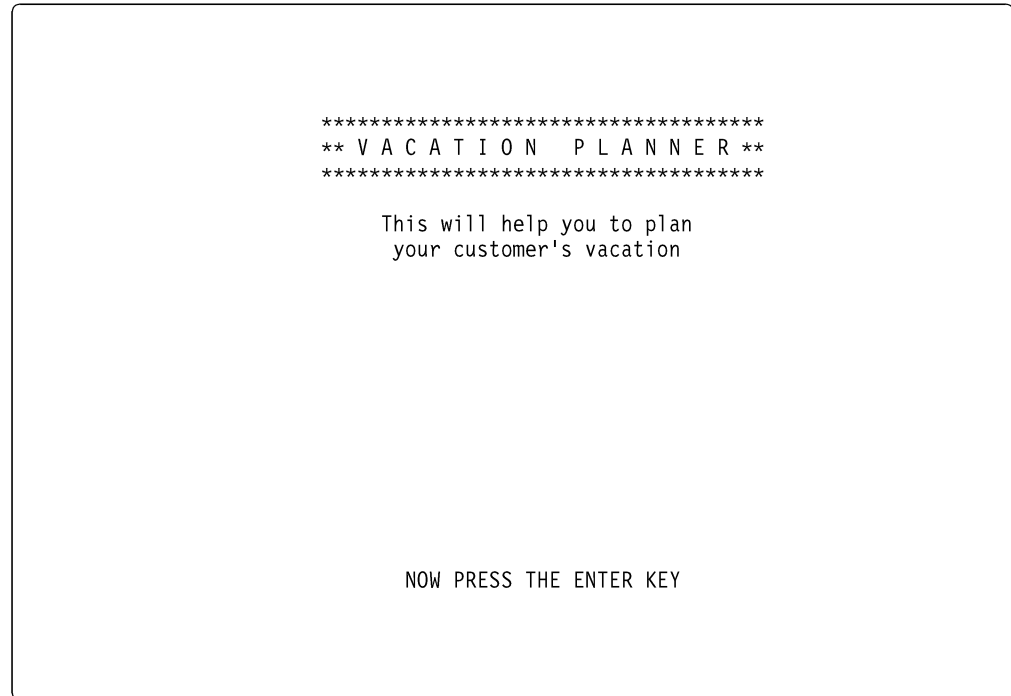 *************************************
** V A C A T I O N   P L A N N E R **
*************************************
This will help you to plan
your customer's vacation
NOW PRESS THE ENTER KEY